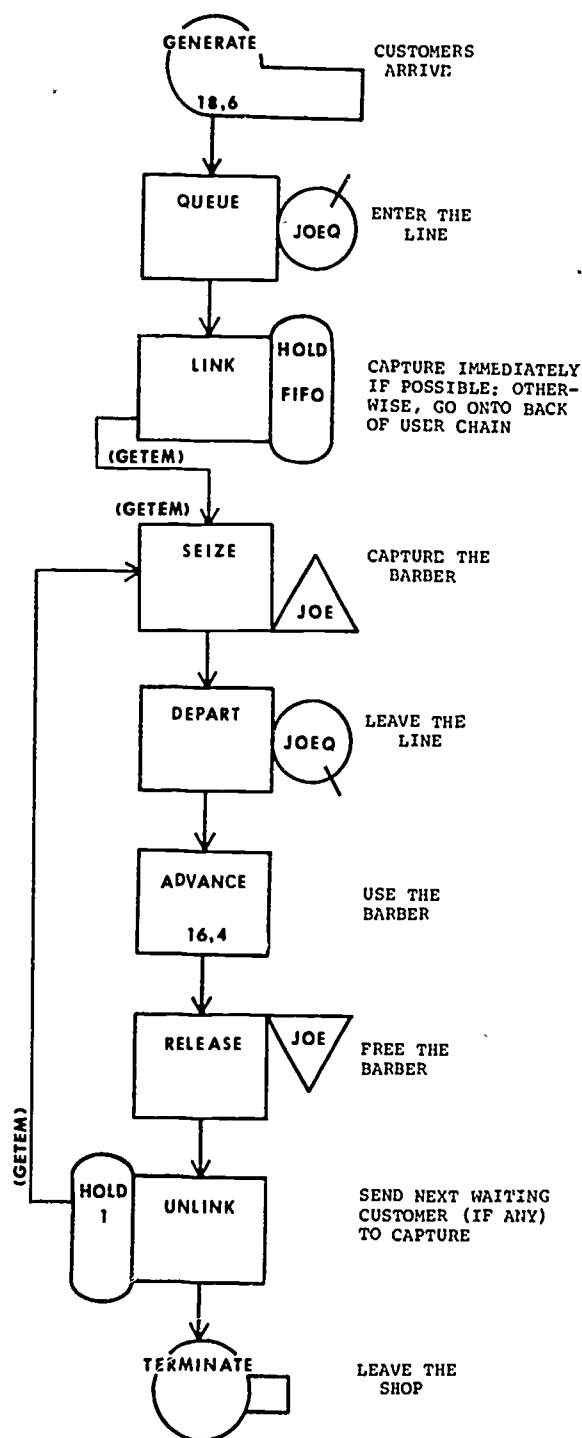 GENERATE
18,6
CUSTOMERS
ARRIVE
QUEUE
JOEQ
ENTER THE
LINE
LINK
HOLD
FIFO
CAPTURE IMMEDIATELY
IF POSSIBLE; OTHER-
WISE, GO ONTO BACK
OF USER CHAIN
(GETEM)
(GETEM)
SEIZE
JOE
CAPTURE THE
BARBER
DEPART
JOEQ
LEAVE THE
LINE
ADVANCE
16,4
USE THE
BARBER
RELEASE
JOE
FREE THE
BARBER
(GETEM)
HOLD
1
UNLINK
SEND NEXT WAITING
CUSTOMER (IF ANY)
TO CAPTURE
TERMINATE
LEAVE THE
SHOP